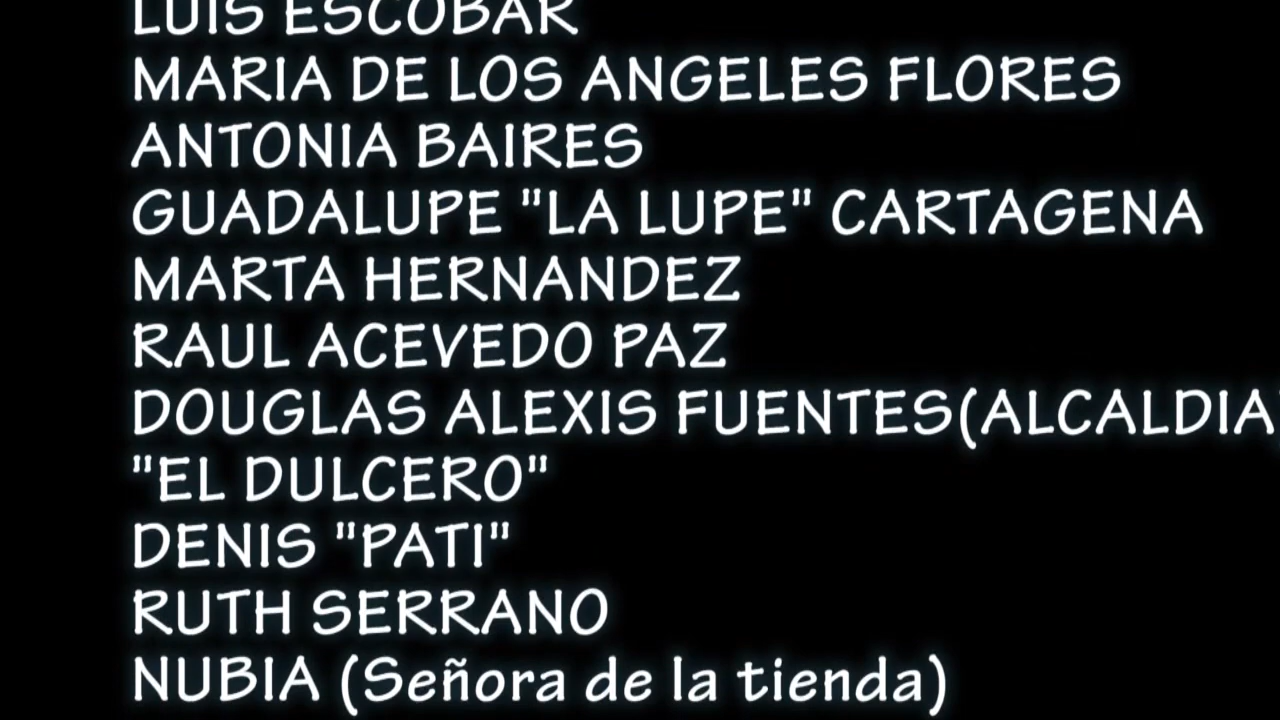 LUIS ESCOBAR
MARIA DE LOS ANGELES FLORES
ANTONIA BAIRES
GUADALUPE "LA LUPE" CARTAGENA
MARTA HERNANDEZ
RAUL ACEVEDO PAZ
DOUGLAS ALEXIS FUENTES(ALCALDIA)
"EL DULCERO"
DENIS "PATI"
RUTH SERRANO
NUBIA (Señora de la tienda)